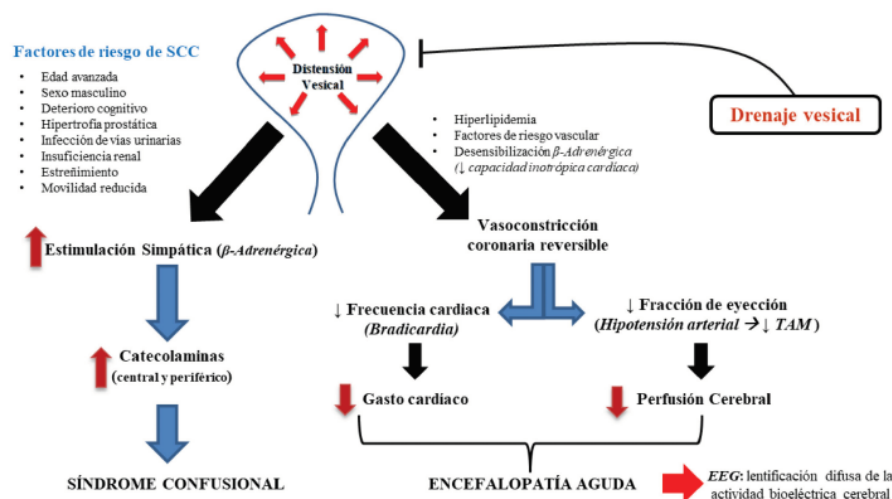 Factores de riesgo de SCC
• Edad avanzada
• Sexo masculino
• Deterioro cognitivo
• Hipertrofia prostática
• Infección de vías urinarias
• Insuficiencia renal
• Estreñimiento
• Movilidad reducida
Distensión
Vesical
Drenaje vesical
• Hiperlipidemia
• Factores de riesgo vascular
• Desensibilización β-Adrenérgica
(↓ capacidad inotrópica cardíaca)
Estimulación Simpática (β-Adrenérgica)
Catecolaminas
(central y periférico)
SÍNDROME CONFUSIONAL
Vasoconstricción
coronaria reversible
↓ Frecuencia cardiaca
(Bradicardia)
↓ Fracción de eyección
(Hipotensión arterial → ↓ TAM)
Gasto cardíaco
Perfusión Cerebral
ENCEFALOPATÍA AGUDA
EEG: lentificación difusa de la
actividad bioeléctrica cerebral